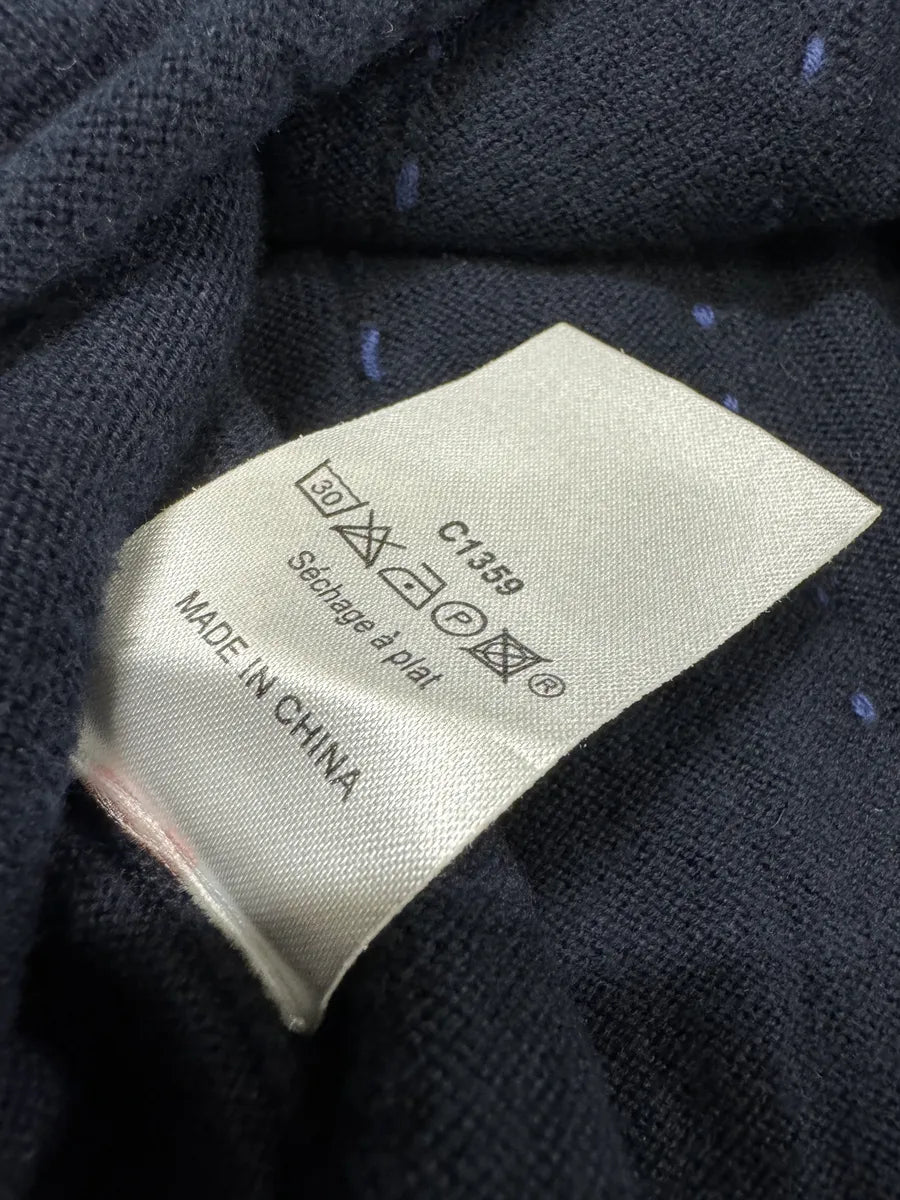 C1359
30 P ®
Séchage à plat
MADE IN CHINA